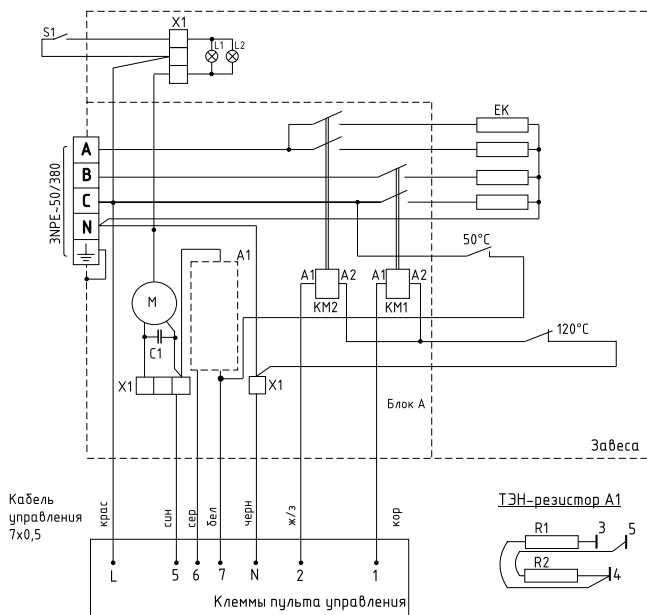 X1
S1
L1
L2
EK
A
B
C
N
3NPE~50/380
50°C
A1
A1 A2 A1 A2
KM2 KM1
M
120°C
C1
X1
X1
Блок А
Завеса
Кабель
управления
7х0,5
крас
син
сер
бел
черн
ж/з
кор
ТЭН-резистор А1
R1 3 5
R2 4
L 5 6 7 N 2 1
Клеммы пульта управления